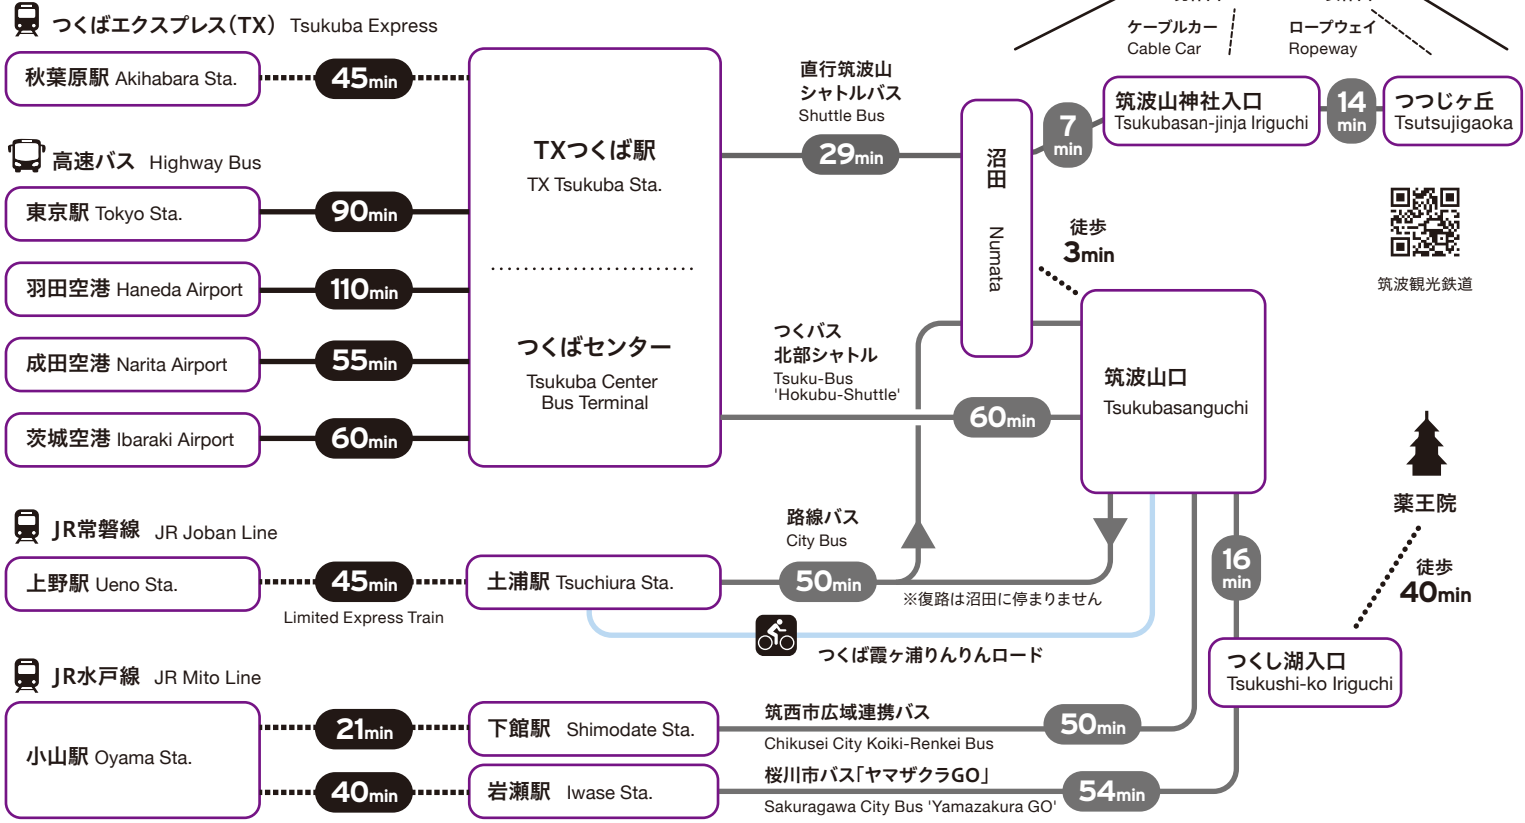 つくばエクスプレス(TX) Tsukuba Express
秋葉原駅 Akihabara Sta.
45min
高速バス Highway Bus
東京駅 Tokyo Sta.
90min
羽田空港 Haneda Airport
110min
成田空港 Narita Airport
55min
茨城空港 Ibaraki Airport
60min
TXつくば駅
TX Tsukuba Sta.
つくばセンター
Tsukuba Center
Bus Terminal
直行筑波山
シャトルバス
Shuttle Bus
29min
沼田
Numata
7
min
ケーブルカー
Cable Car
ロープウェイ
Ropeway
筑波山神社入口
Tsukubasan-jinja Iriguchi
14
min
つつじヶ丘
Tsutsujigaoka
筑波観光鉄道
徒歩
3min
つくバス
北部シャトル
Tsuku-Bus
'Hokubu-Shuttle'
60min
筑波山口
Tsukubasanguchi
JR常磐線 JR Joban Line
上野駅 Ueno Sta.
45min
Limited Express Train
土浦駅 Tsuchiura Sta.
路線バス
City Bus
50min
※復路は沼田に停まりません
つくば霞ヶ浦りんりんロード
16
min
薬王院
徒歩
40min
つくし湖入口
Tsukushi-ko Iriguchi
JR水戸線 JR Mito Line
小山駅 Oyama Sta.
21min
下館駅 Shimodate Sta.
筑西市広域連携バス
Chikusei City Koiki-Renkei Bus
50min
40min
岩瀬駅 Iwase Sta.
桜川市バス「ヤマザクラGO」
Sakuragawa City Bus 'Yamazakura GO'
54min